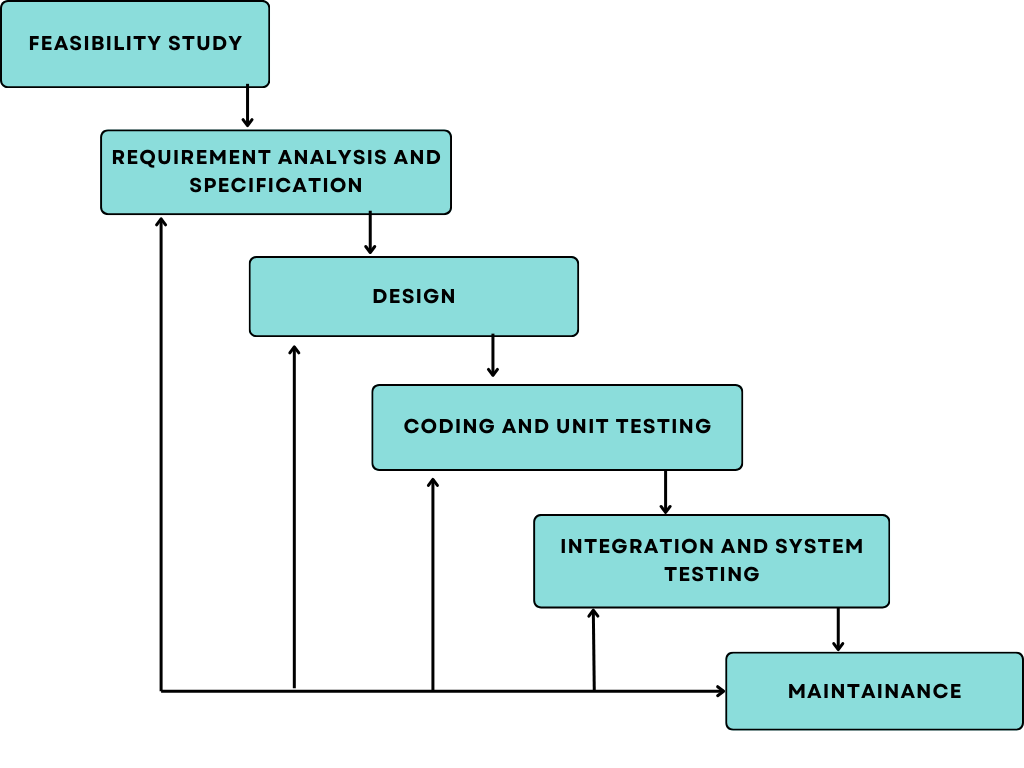 FEASIBILITY STUDY
REQUIREMENT ANALYSIS AND
SPECIFICATION
DESIGN
CODING AND UNIT TESTING
INTEGRATION AND SYSTEM
TESTING
MAINTAINANCE